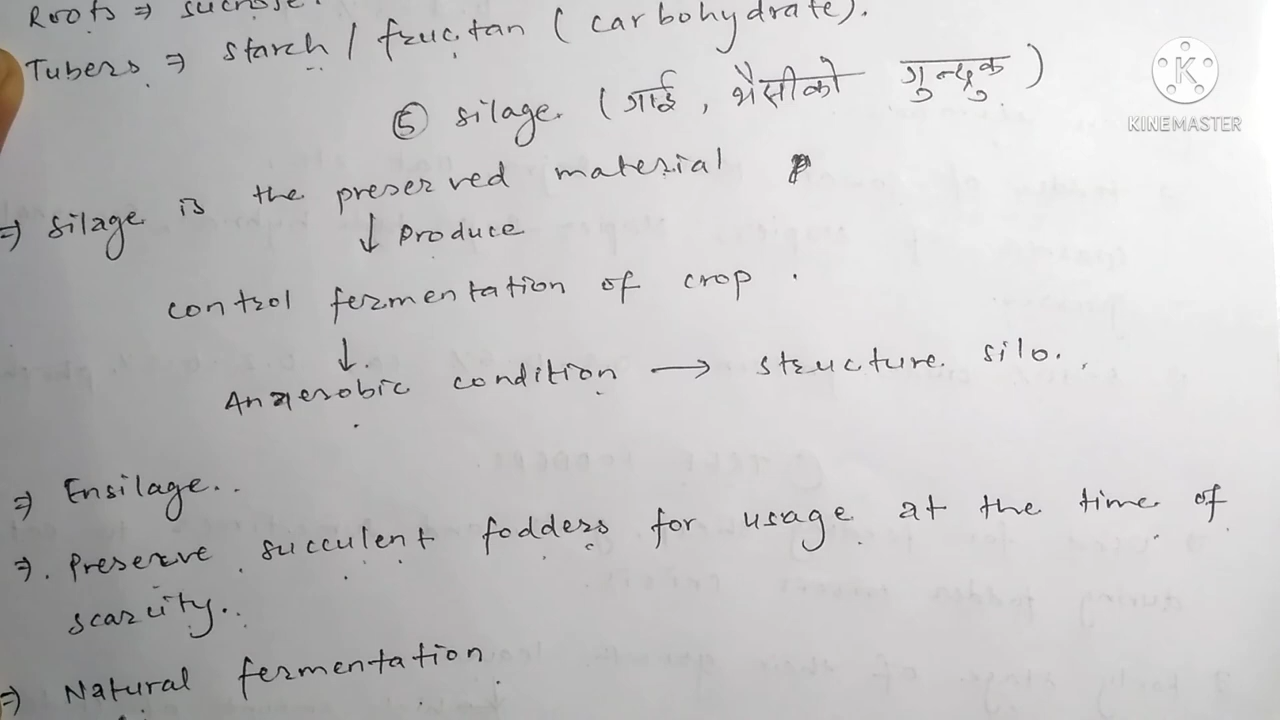 Roots ⇒ sucrose.
Tubers ⇒ starch / fructan (carbohydrate).
⑤ silage (गाई, भैसीको गुन्द्रुक)
⇒ silage is the preserved material
↓ produce
control fermentation of crop.
↓
Anaerobic condition → structure silo.
⇒ Ensilage..
⇒ Preserve succulent fodders for usage at the time of
scarcity..
⇒ Natural fermentation
K
KINEMASTER